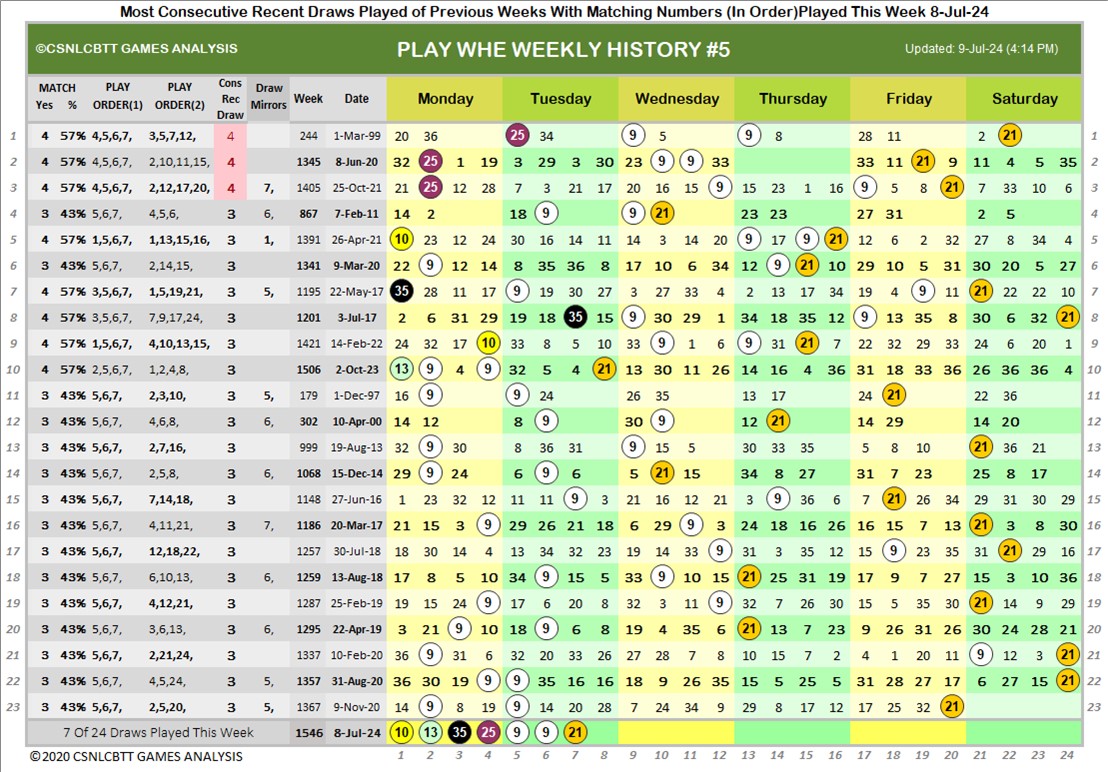 Most Consecutive Recent Draws Played of Previous Weeks With Matching Numbers (In Order)Played This Week 8-Jul-24
©CSNLCBTT GAMES ANALYSIS PLAY WHE WEEKLY HISTORY #5 Updated: 9-Jul-24 (4:14 PM)
MATCH Yes % PLAY ORDER(1) PLAY ORDER(2) Cons Rec Draw Draw Mirrors Week Date Monday Tuesday Wednesday Thursday Friday Saturday
1 4 57% 4,5,6,7, 3,5,7,12, 4 244 1-Mar-99 20 36 25 34 9 5 9 8 28 11 2 21 1
2 4 57% 4,5,6,7, 2,10,11,15, 4 1345 8-Jun-20 32 25 1 19 3 29 3 30 23 9 9 33 33 11 21 9 11 4 5 35 2
3 4 57% 4,5,6,7, 2,12,17,20, 4 7, 1405 25-Oct-21 21 25 12 28 7 3 21 17 20 16 15 9 15 23 1 16 9 5 8 21 7 33 10 6 3
4 3 43% 5,6,7, 4,5,6, 3 6, 867 7-Feb-11 14 2 18 9 9 21 23 23 27 31 2 5 4
5 4 57% 1,5,6,7, 1,13,15,16, 3 1, 1391 26-Apr-21 10 23 12 24 30 16 14 11 14 3 14 20 9 17 9 21 12 6 2 32 27 8 34 4 5
6 3 43% 5,6,7, 2,14,15, 3 1341 9-Mar-20 22 9 12 14 8 35 36 8 17 10 6 34 12 9 21 10 29 10 5 31 30 20 5 27 6
7 4 57% 3,5,6,7, 1,5,19,21, 3 5, 1195 22-May-17 35 28 11 17 9 19 30 27 3 27 33 4 2 13 17 34 19 4 9 11 21 22 22 10 7
8 4 57% 3,5,6,7, 7,9,17,24, 3 1201 3-Jul-17 2 6 31 29 19 18 35 15 9 30 29 1 34 18 35 12 9 13 35 8 30 6 32 21 8
9 4 57% 1,5,6,7, 4,10,13,15, 3 1421 14-Feb-22 24 32 17 10 33 8 5 10 33 9 1 6 9 31 21 7 22 32 29 33 24 6 20 1 9
10 4 57% 2,5,6,7, 1,2,4,8, 3 1506 2-Oct-23 13 9 4 9 32 5 4 21 13 30 11 26 14 16 4 36 31 18 33 36 26 36 36 4 10
11 3 43% 5,6,7, 2,3,10, 3 5, 179 1-Dec-97 16 9 9 24 26 35 13 17 24 21 22 36 11
12 3 43% 5,6,7, 4,6,8, 3 6, 302 10-Apr-00 14 12 8 9 30 9 12 21 14 29 14 20 12
13 3 43% 5,6,7, 2,7,16, 3 999 19-Aug-13 32 9 30 8 36 31 9 15 5 30 33 35 5 8 10 21 36 21 13
14 3 43% 5,6,7, 2,5,8, 3 6, 1068 15-Dec-14 29 9 24 6 9 6 5 21 15 34 8 27 31 7 23 25 8 17 14
15 3 43% 5,6,7, 7,14,18, 3 1148 27-Jun-16 1 23 32 12 11 11 9 3 21 16 12 21 3 9 36 6 7 21 26 34 29 31 30 29 15
16 3 43% 5,6,7, 4,11,21, 3 7, 1186 20-Mar-17 21 15 3 9 29 26 21 18 6 29 9 3 24 18 16 26 16 15 7 13 21 3 8 30 16
17 3 43% 5,6,7, 12,18,22, 3 1257 30-Jul-18 18 30 14 4 13 34 32 23 19 14 33 9 31 3 35 12 18 9 23 35 31 21 29 16 17
18 3 43% 5,6,7, 6,10,13, 3 6, 1259 13-Aug-18 17 8 5 10 34 9 15 5 33 9 10 15 21 25 31 19 17 9 7 27 15 3 10 36 18
19 3 43% 5,6,7, 4,12,21, 3 1287 25-Feb-19 19 15 24 9 17 6 20 8 32 3 11 9 32 7 26 30 15 5 35 30 21 14 9 29 19
20 3 43% 5,6,7, 3,6,13, 3 6, 1295 22-Apr-19 3 21 9 10 18 9 6 8 19 4 35 6 21 13 7 23 9 26 31 26 30 24 28 21 20
21 3 43% 5,6,7, 2,21,24, 3 1337 10-Feb-20 36 9 31 6 32 20 33 26 27 28 7 8 10 15 7 2 4 1 20 11 9 12 3 21 21
22 3 43% 5,6,7, 4,5,24, 3 5, 1357 31-Aug-20 36 30 19 9 9 35 16 16 18 9 26 35 15 5 25 5 31 28 27 17 6 27 15 21 22
23 3 43% 5,6,7, 2,5,20, 3 5, 1367 9-Nov-20 14 9 8 19 9 14 20 28 7 24 34 9 29 8 17 12 17 25 32 21 23
7 Of 24 Draws Played This Week 1546 8-Jul-24 10 13 35 25 9 9 21
©2020 CSNLCBTT GAMES ANALYSIS 1 2 3 4 5 6 7 8 9 10 11 12 13 14 15 16 17 18 19 20 21 22 23 24